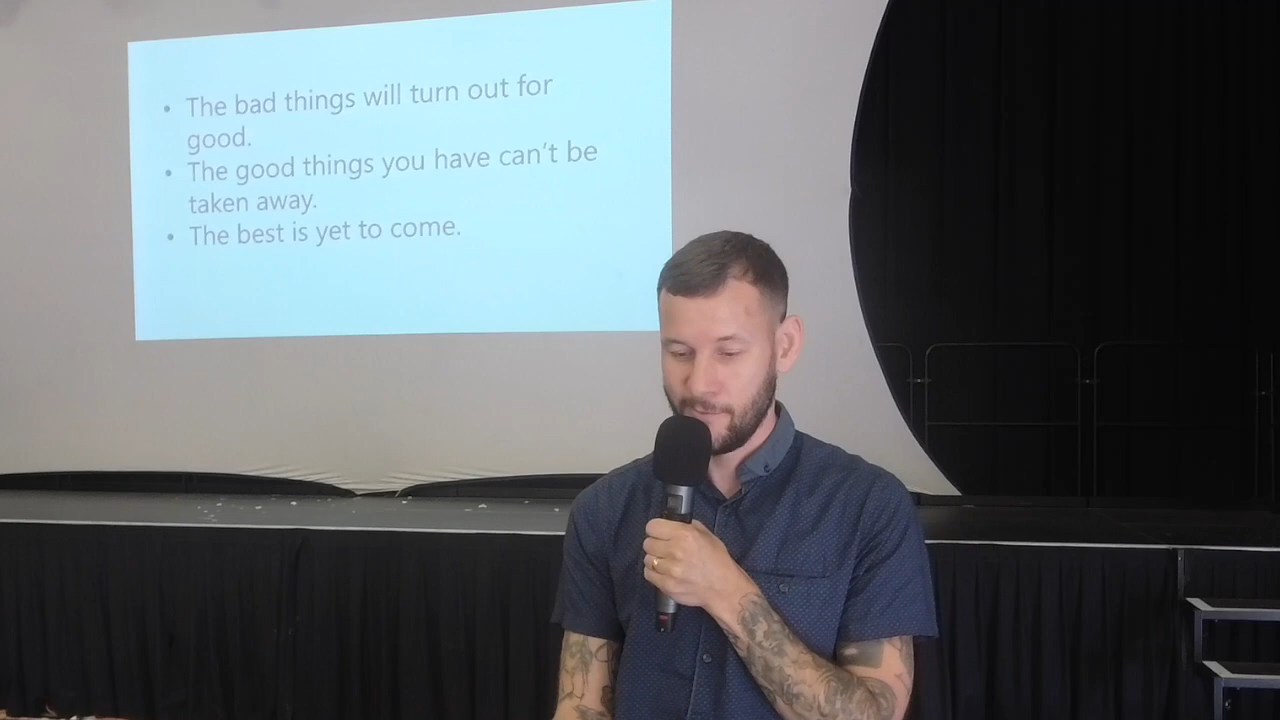 • The bad things will turn out for
good.
• The good things you have can't be
taken away.
• The best is yet to come.